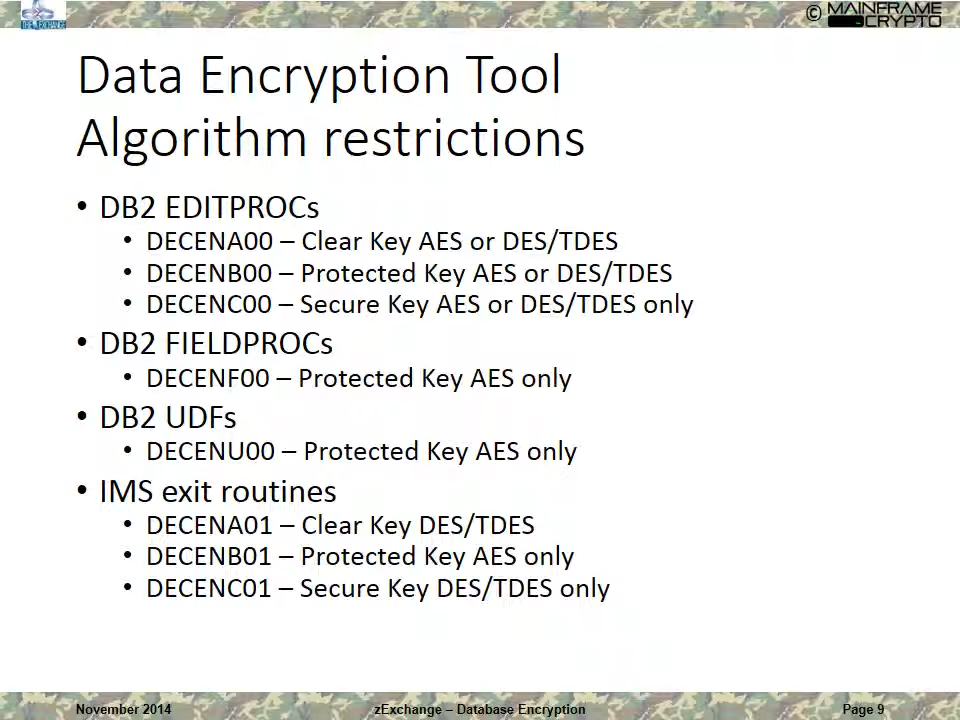 THE EXCHANGE
© MAINFRAME
CRYPTO
Data Encryption Tool
Algorithm restrictions
• DB2 EDITPROCs
• DECENA00 – Clear Key AES or DES/TDES
• DECENB00 – Protected Key AES or DES/TDES
• DECENC00 – Secure Key AES or DES/TDES only
• DB2 FIELDPROCs
• DECENF00 – Protected Key AES only
• DB2 UDFs
• DECENU00 – Protected Key AES only
• IMS exit routines
• DECENA01 – Clear Key DES/TDES
• DECENB01 – Protected Key AES only
• DECENC01 – Secure Key DES/TDES only
November 2014
zExchange – Database Encryption
Page 9